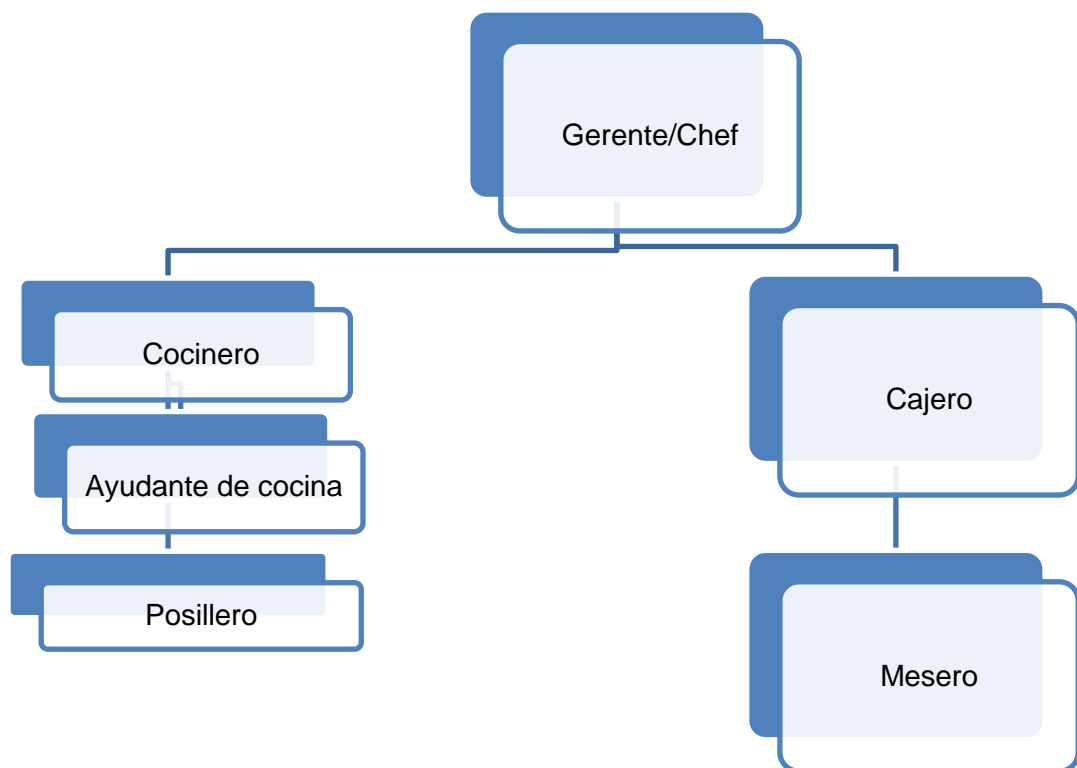 Gerente/Chef
Cocinero
Ayudante de cocina
Posillero
Cajero
Mesero